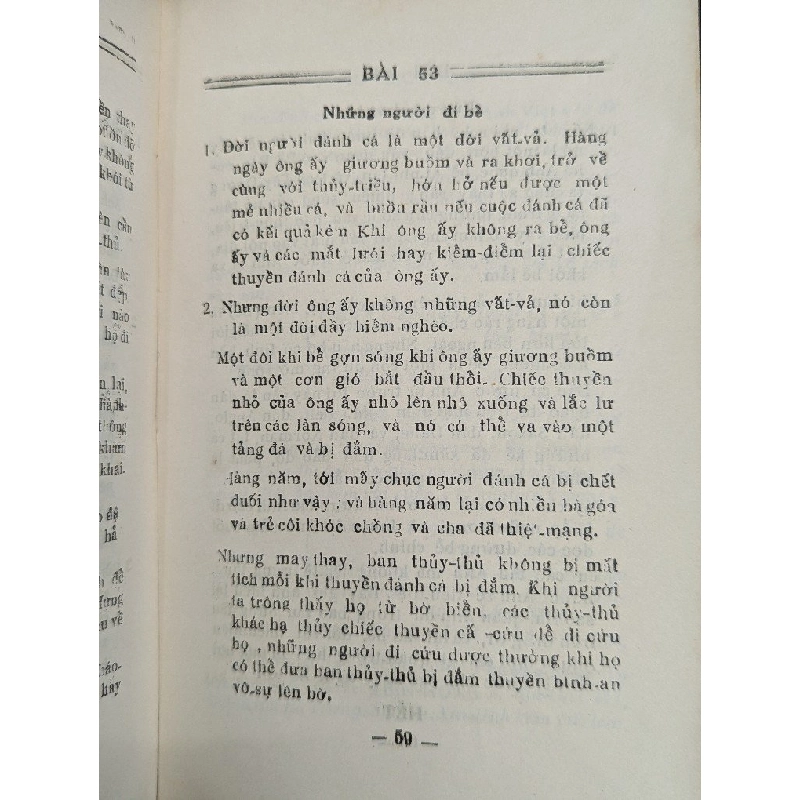 BÀI 53
Những người đi bề
1. Đời người đánh cá là một đời vất-vả. Hàng
ngày ông ấy giương buồm và ra khơi, trở về
cùng với thủy-triều, hớn hở nếu được một
mẻ nhiều cá, và buồn rầu nếu cuộc đánh cá đã
có kết quả kém Khi ông ấy không ra bề, ông
ấy vá các mắt lưới hay kiểm-điểm lại chiếc
thuyền đánh cá của ông ấy.
2. Nhưng đời ông ấy không những vất-vả, nó còn
là một đời đầy hiểm nghèo.
Một đôi khi bề gợn sóng khi ông ấy giương buồm
và một cơn gió bắt đầu thổi. Chiếc thuyền
nhỏ của ông ấy nhô lên nhô xuống và lắc lư
trên các làn sóng, và nó có thể va vào một
tảng đá và bị đắm.
Hàng năm, tới mấy chục người đánh cá bị chết
đuối như vậy, và hàng năm lại có nhiều bà góa
và trẻ côi khóc chồng và cha đã thiệt-mạng.
Nhưng may thay, ban thủy-thủ không bị mất
tích mỗi khi thuyền đánh cá bị đắm. Khi người
ta trông thấy họ từ bờ biển, các thủy-thủ
khác hạ thủy chiếc thuyền cấp-cứu để đi cứu
họ, những người đi cứu được thường khi họ
có thể đưa ban thủy-thủ bị đắm thuyền bình-an
vô-sự lên bờ.
— 59 —